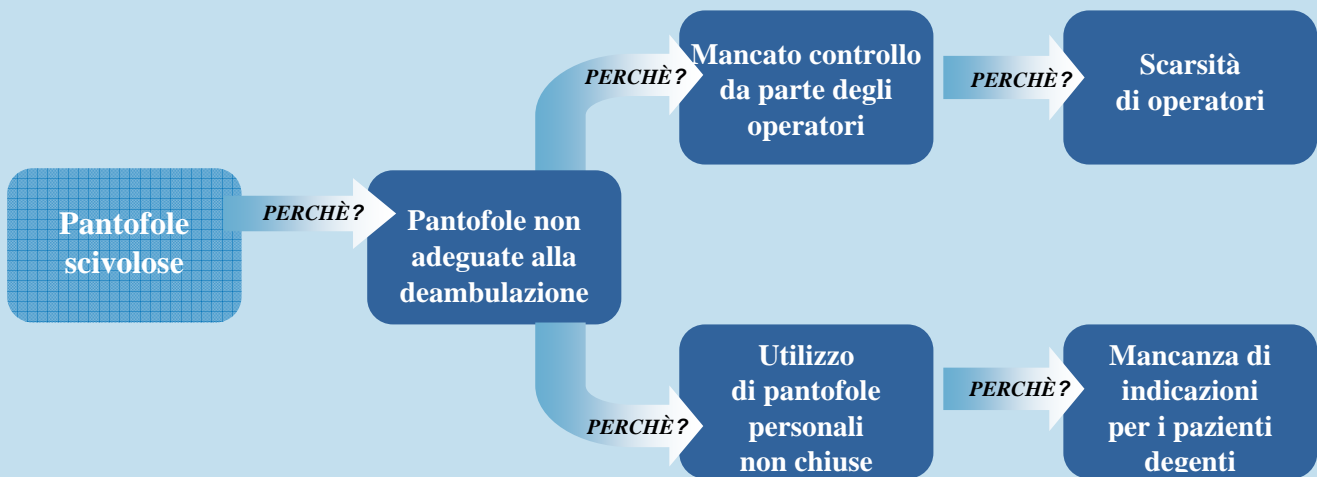 Pantofole
scivolose
PERCHÈ?
Pantofole non
adeguate alla
deambulazione
PERCHÈ?
Mancato controllo
da parte degli
operatori
PERCHÈ?
Scarsità
di operatori
PERCHÈ?
Utilizzo
di pantofole
personali
non chiuse
PERCHÈ?
Mancanza di
indicazioni
per i pazienti
degenti